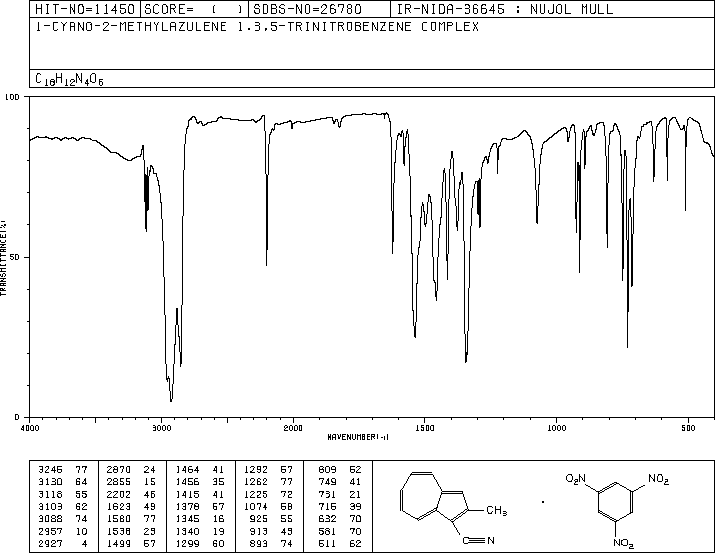 HIT-NO=11450 SCORE= ( ) SDBS-NO=26780 IR-NIDA-36645 : NUJOL MULL
1-CYANO-2-METHYLAZULENE 1,3,5-TRINITROBENZENE COMPLEX
C18H12N4O6
100
50
0
TRANSMITTANCE(%)
4000 3000 2000 1500 1000 500
WAVENUMBER(-1)
3245 77 2870 24 1464 41 1292 57 809 52
3130 64 2855 15 1456 35 1262 77 749 41
3118 55 2202 46 1415 41 1225 72 731 21
3103 62 1623 49 1378 57 1074 58 715 39
3088 74 1580 77 1345 16 925 55 632 70
2957 10 1538 23 1340 19 913 43 581 70
2927 4 1499 57 1299 60 893 74 511 62
CH3
C≡N
O2N NO2
NO2